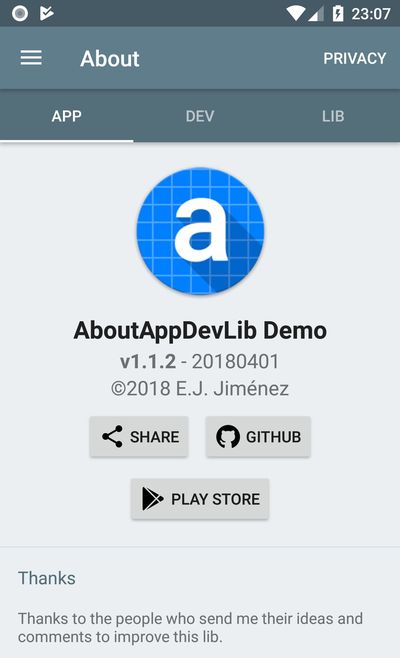 23:07
About
PRIVACY
APP DEV LIB
a
AboutAppDevLib Demo
v1.1.2 - 20180401
©2018 E.J. Jiménez
SHARE GITHUB
PLAY STORE
Thanks
Thanks to the people who send me their ideas and
comments to improve this lib.